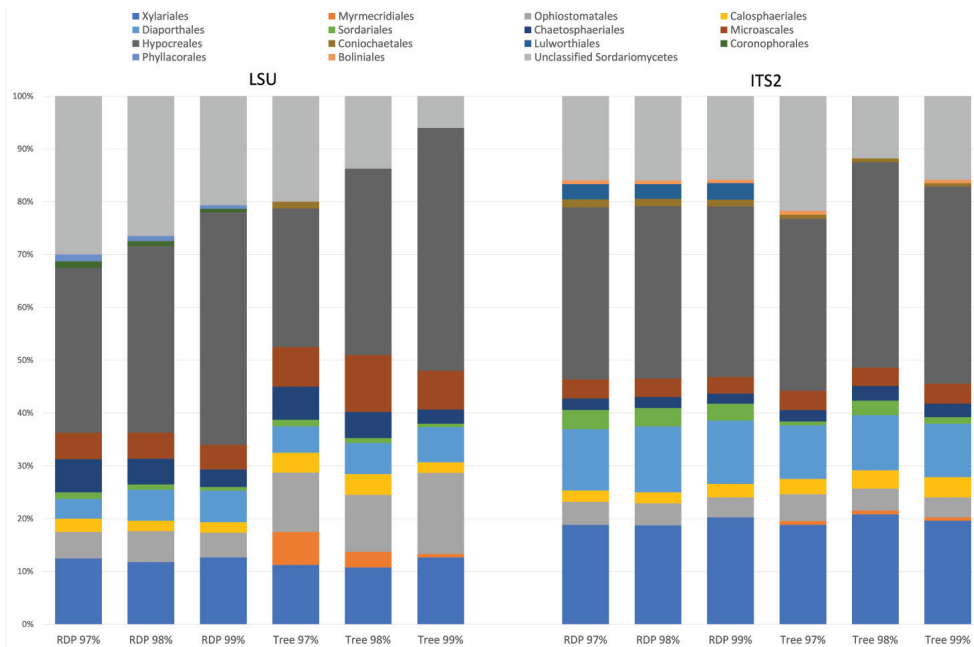 Xylariales Myrmecridiales Ophiostomatales Calosphaeriales
Diaporthales Sordariales Chaetosphaeriales Microascales
Hypocreales Coniochaetales Lulworthiales Coronophorales
Phyllacorales Boliniales Unclassified Sordariomycetes
LSU ITS2
100%
90%
80%
70%
60%
50%
40%
30%
20%
10%
0%
RDP 97% RDP 98% RDP 99% Tree 97% Tree 98% Tree 99% RDP 97% RDP 98% RDP 99% Tree 97% Tree 98% Tree 99%